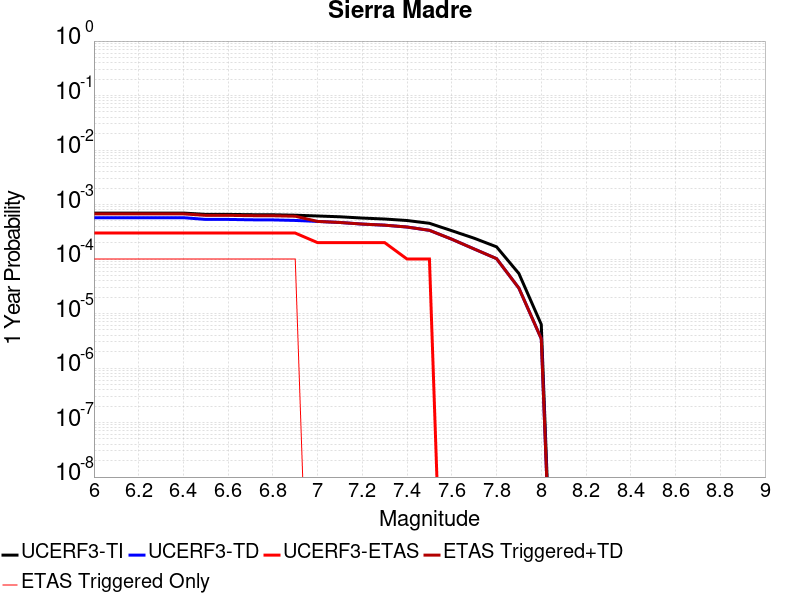 Sierra Madre
10 0
10 -1
10 -2
10 -3
10 -4
10 -5
10 -6
10 -7
10 -8
1 Year Probability
6 6.2 6.4 6.6 6.8 7 7.2 7.4 7.6 7.8 8 8.2 8.4 8.6 8.8 9
Magnitude
UCERF3-TI UCERF3-TD UCERF3-ETAS ETAS Triggered+TD
ETAS Triggered Only